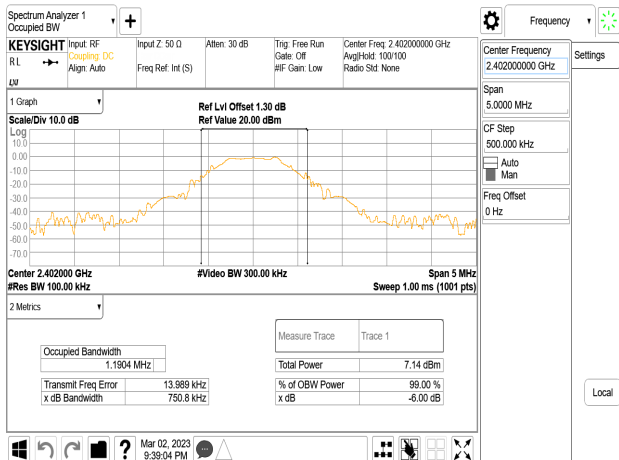 Spectrum Analyzer 1
Occupied BW
Frequency
KEYSIGHT
Input: RF
Input Z: 50 Ω
Atten: 30 dB
Trig: Free Run
Center Freq: 2.402000000 GHz
R L
Coupling: DC
Gate: Off
Avg|Hold: 100/100
Align: Auto
Freq Ref: Int (S)
#IF Gain: Low
Radio Std: None
LXI
Center Frequency
2.402000000 GHz
Settings
Span
5.0000 MHz
CF Step
500.000 kHz
Auto
Man
Freq Offset
0 Hz
1 Graph
Ref Lvl Offset 1.30 dB
Scale/Div 10.0 dB
Ref Value 20.00 dBm
Log
10.0
0.00
-10.0
-20.0
-30.0
-40.0
-50.0
-60.0
-70.0
Center 2.402000 GHz
#Video BW 300.00 kHz
Span 5 MHz
#Res BW 100.00 kHz
Sweep 1.00 ms (1001 pts)
2 Metrics
Measure Trace
Trace 1
Occupied Bandwidth
1.1904 MHz
Total Power
7.14 dBm
Transmit Freq Error
13.989 kHz
% of OBW Power
99.00 %
x dB Bandwidth
750.8 kHz
x dB
-6.00 dB
Local
?
Mar 02, 2023
9:39:04 PM